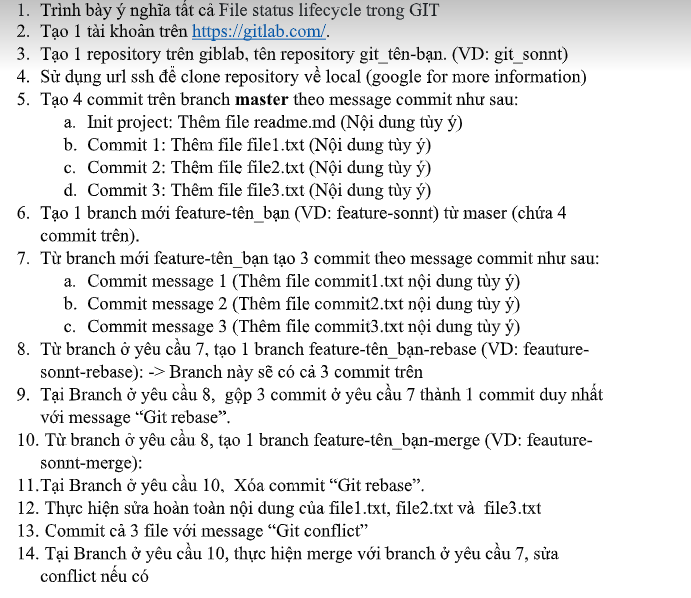 1. Trình bày ý nghĩa tất cả File status lifecycle trong GIT
2. Tạo 1 tài khoản trên https://gitlab.com/.
3. Tạo 1 repository trên giblab, tên repository git_tên-bạn. (VD: git_sonnt)
4. Sử dụng url ssh để clone repository về local (google for more information)
5. Tạo 4 commit trên branch master theo message commit như sau:
a. Init project: Thêm file readme.md (Nội dung tùy ý)
b. Commit 1: Thêm file file1.txt (Nội dung tùy ý)
c. Commit 2: Thêm file file2.txt (Nội dung tùy ý)
d. Commit 3: Thêm file file3.txt (Nội dung tùy ý)
6. Tạo 1 branch mới feature-tên_bạn (VD: feature-sonnt) từ maser (chứa 4
commit trên).
7. Từ branch mới feature-tên_bạn tạo 3 commit theo message commit như sau:
a. Commit message 1 (Thêm file commit1.txt nội dung tùy ý)
b. Commit message 2 (Thêm file commit2.txt nội dung tùy ý)
c. Commit message 3 (Thêm file commit3.txt nội dung tùy ý)
8. Từ branch ở yêu cầu 7, tạo 1 branch feature-tên_bạn-rebase (VD: feauture-
sonnt-rebase): -> Branch này sẽ có cả 3 commit trên
9. Tại Branch ở yêu cầu 8, gộp 3 commit ở yêu cầu 7 thành 1 commit duy nhất
với message “Git rebase”.
10. Từ branch ở yêu cầu 8, tạo 1 branch feature-tên_bạn-merge (VD: feauture-
sonnt-merge):
11.Tại Branch ở yêu cầu 10, Xóa commit “Git rebase”.
12. Thực hiện sửa hoàn toàn nội dung của file1.txt, file2.txt và file3.txt
13. Commit cả 3 file với message “Git conflict”
14. Tại Branch ở yêu cầu 10, thực hiện merge với branch ở yêu cầu 7, sửa
conflict nếu có